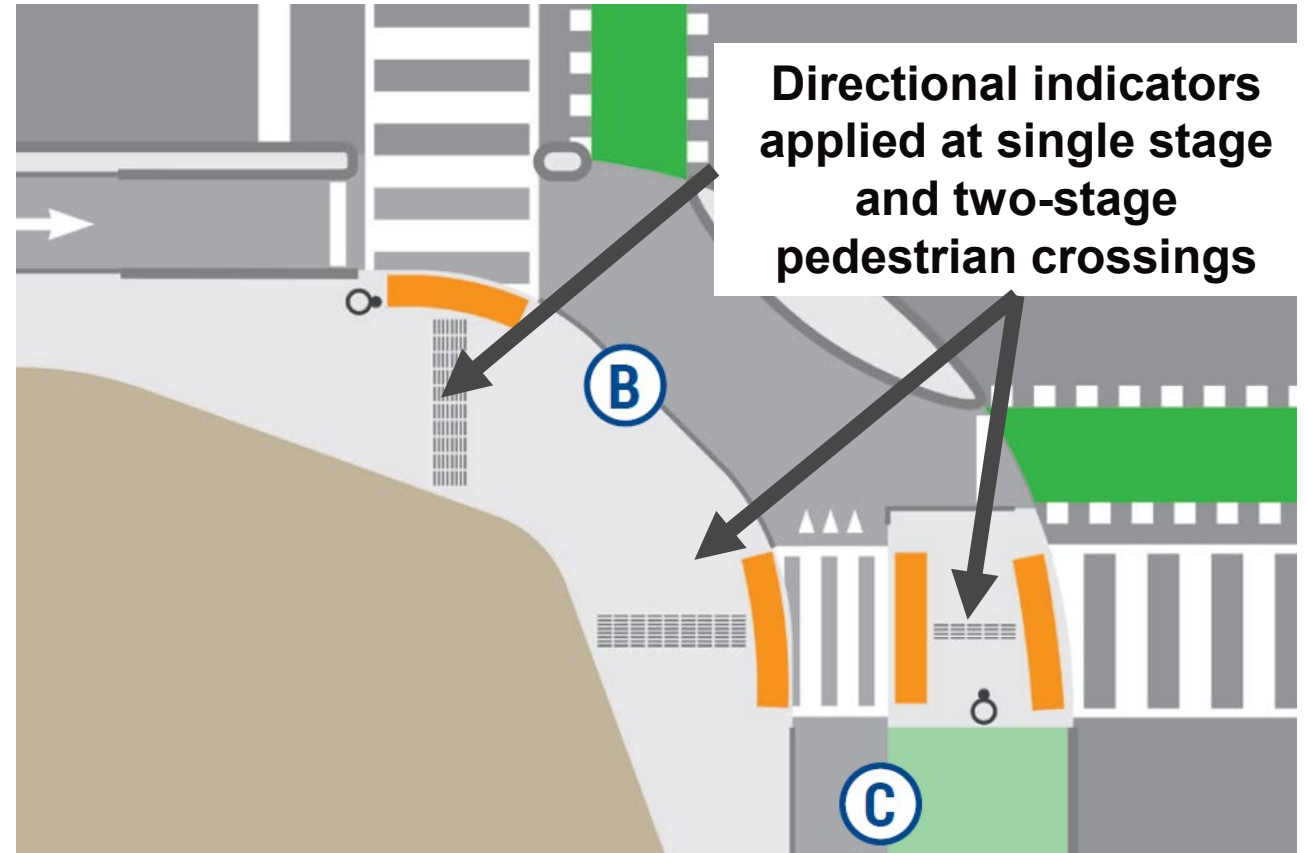 Directional indicators
applied at single stage
and two-stage
pedestrian crossings
B
C